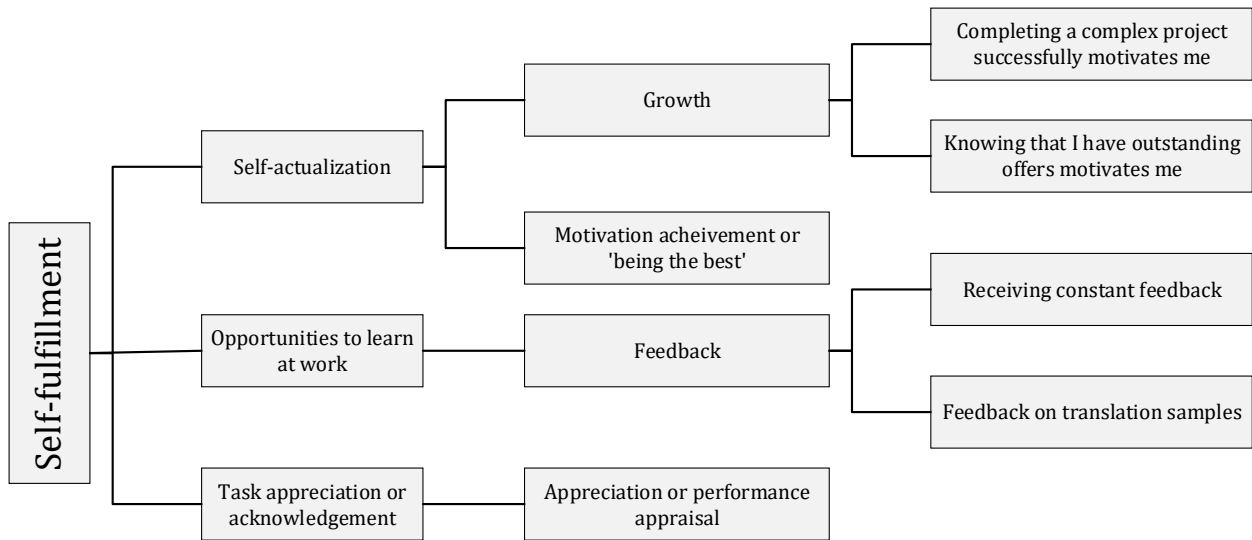 Self-fulfillment
Self-actualization
Growth
Completing a complex project
successfully motivates me
Knowing that I have outstanding
offers motivates me
Motivation acheivement or
'being the best'
Opportunities to learn
at work
Feedback
Receiving constant feedback
Feedback on translation samples
Task appreciation or
acknowledgement
Appreciation or performance
appraisal